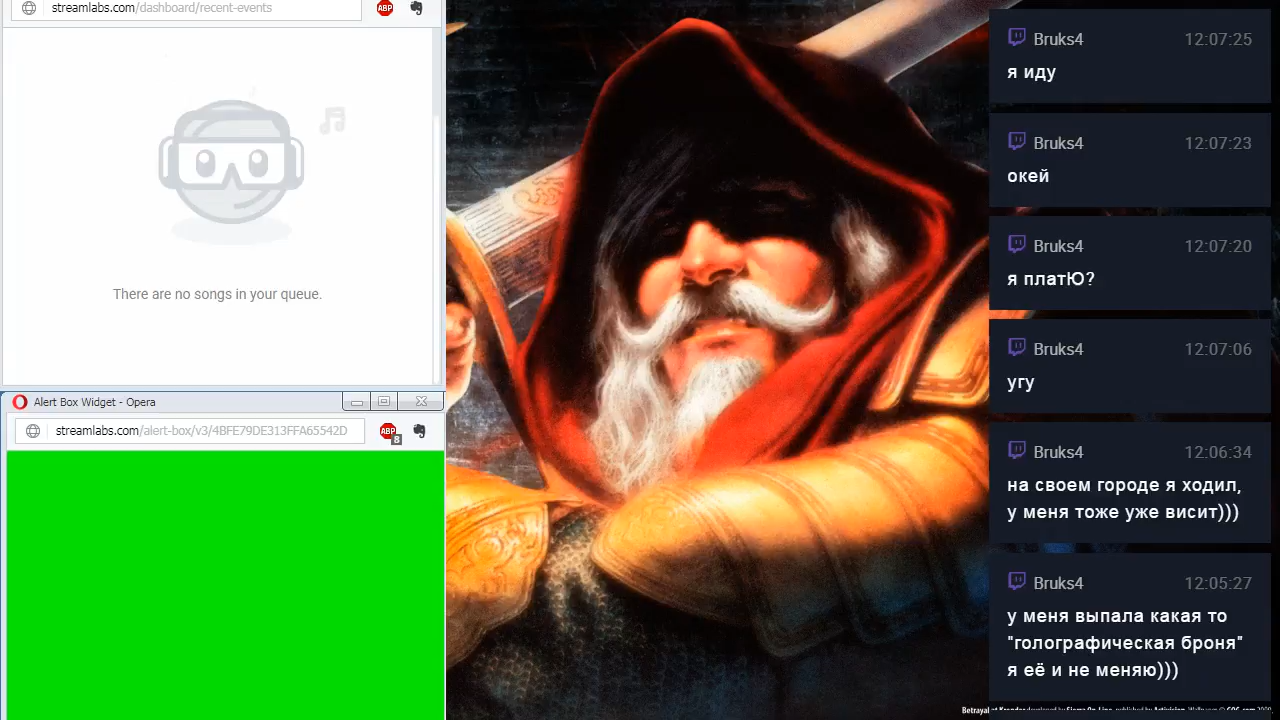 streamlabs.com/dashboard/recent-events
There are no songs in your queue.
Alert Box Widget - Opera
streamlabs.com/alert-box/v3/4BFE79DE313FFA65542D
ABP
ABP
8
Bruks4 12:07:25
я иду
Bruks4 12:07:23
окей
Bruks4 12:07:20
я платЮ?
Bruks4 12:07:06
угу
Bruks4 12:06:34
на своем городе я ходил,
у меня тоже уже висит)))
Bruks4 12:05:27
у меня выпала какая то
"голографическая броня"
я её и не меняю)))